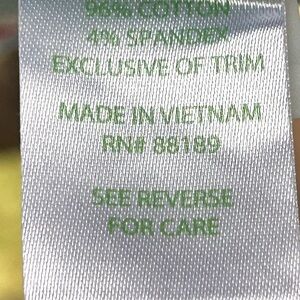 96% COTTON
4% SPANDEX
EXCLUSIVE OF TRIM
MADE IN VIETNAM
RN# 88189
SEE REVERSE
FOR CARE